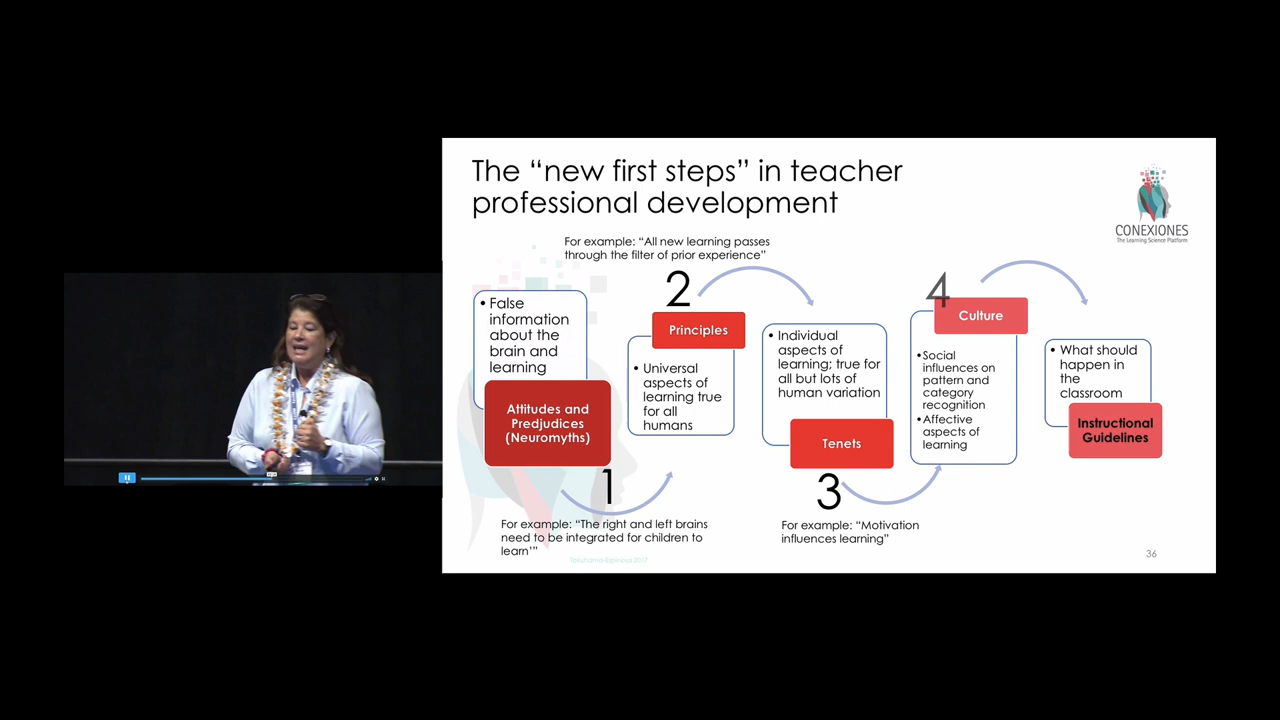 The “new first steps” in teacher
professional development
CONEXIONES
The Learning Science Platform
For example: “All new learning passes
through the filter of prior experience”
• False
information
about the
brain and
learning
Attitudes and
Predjudices
(Neuromyths)
1
For example: “The right and left brains
need to be integrated for children to
learn’”
2
Principles
• Universal
aspects of
learning true
for all
humans
• Individual
aspects of
learning; true for
all but lots of
human variation
Tenets
3
For example: “Motivation
influences learning”
4
Culture
•Social
influences on
pattern and
category
recognition
•Affective
aspects of
learning
• What should
happen in
the
classroom
Instructional
Guidelines
Tokuhama-Espinosa 2017
36